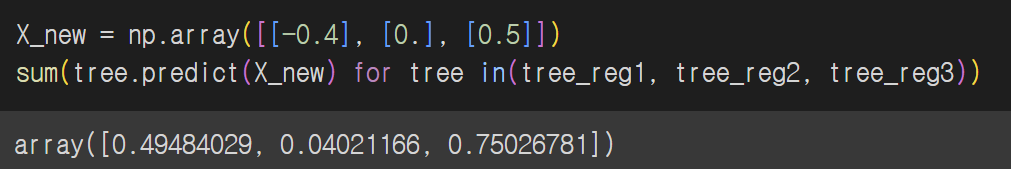 X_new = np.array([[-0.4], [0.], [0.5]])
sum(tree.predict(X_new) for tree in(tree_reg1, tree_reg2, tree_reg3))
array([0.49484029, 0.04021166, 0.75026781])